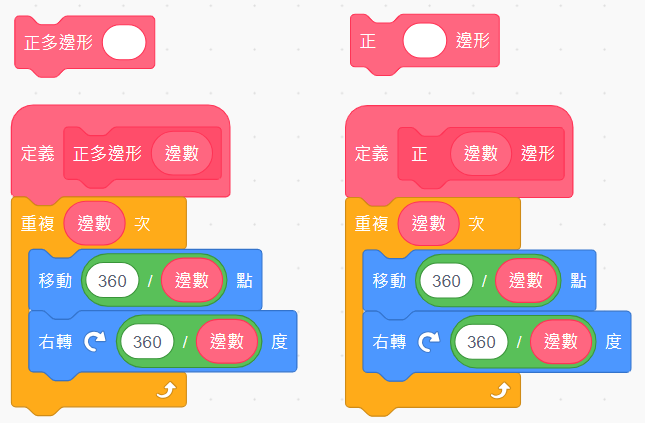 正多邊形
正 邊形
定義 正多邊形 邊數
重複 邊數 次
移動 360 / 邊數 點
右轉 360 / 邊數 度
定義 正 邊數 邊形
重複 邊數 次
移動 360 / 邊數 點
右轉 360 / 邊數 度